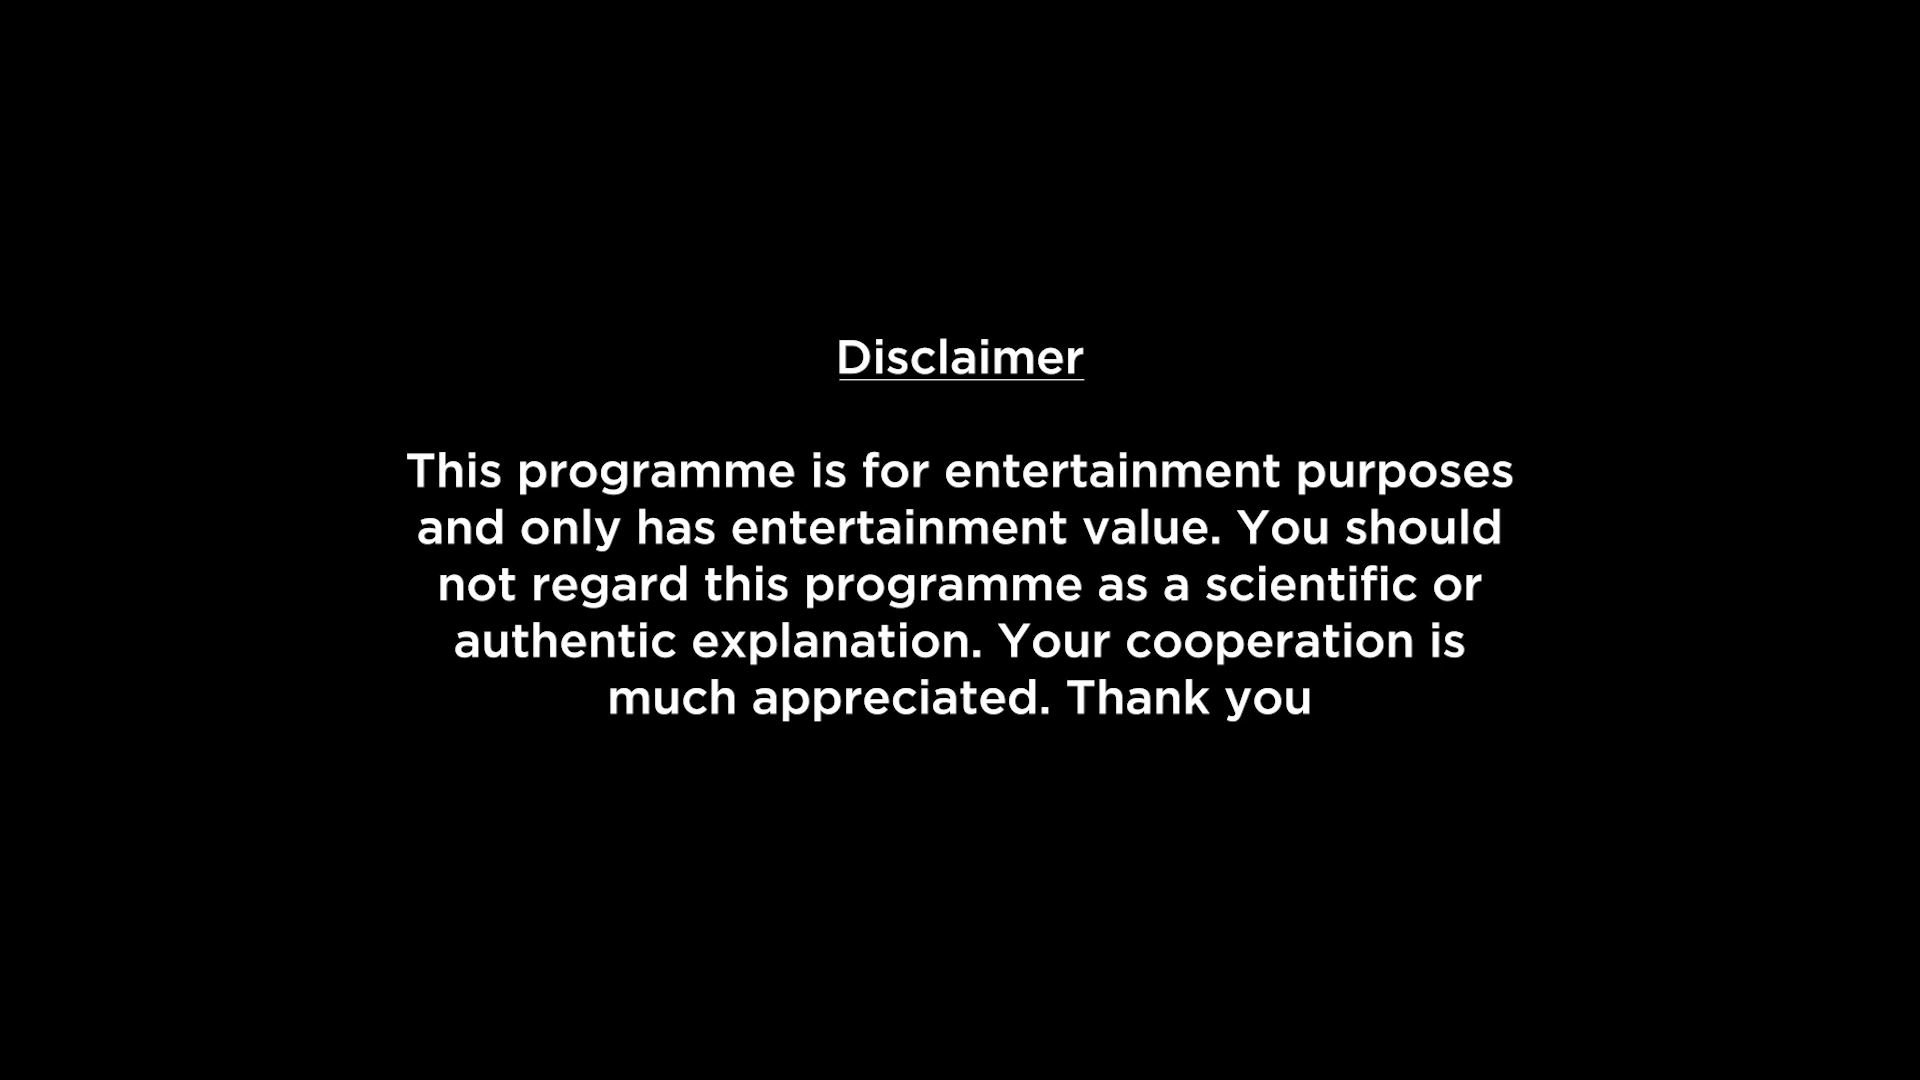 Disclaimer
This programme is for entertainment purposes
and only has entertainment value. You should
not regard this programme as a scientific or
authentic explanation. Your cooperation is
much appreciated. Thank you